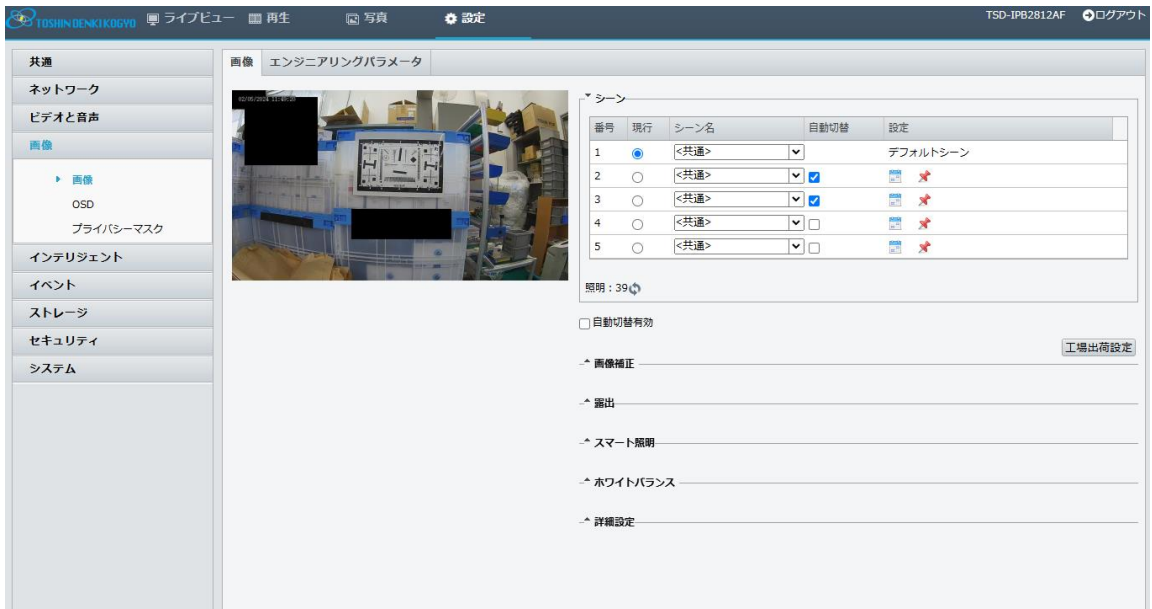 TOSHIN DENKI KOGYO ライブビュー 再生 写真 設定 TSD-IPB2812AF ログアウト
共通
ネットワーク
ビデオと音声
画像
画像
OSD
プライバシーマスク
インテリジェント
イベント
ストレージ
セキュリティ
システム
画像 エンジニアリングパラメータ
シーン
番号 現行 シーン名 自動切替 設定
1 <共通> デフォルトシーン
2 <共通>
3 <共通>
4 <共通>
5 <共通>
照明:39
自動切替有効
工場出荷設定
画像補正
露出
スマート照明
ホワイトバランス
詳細設定